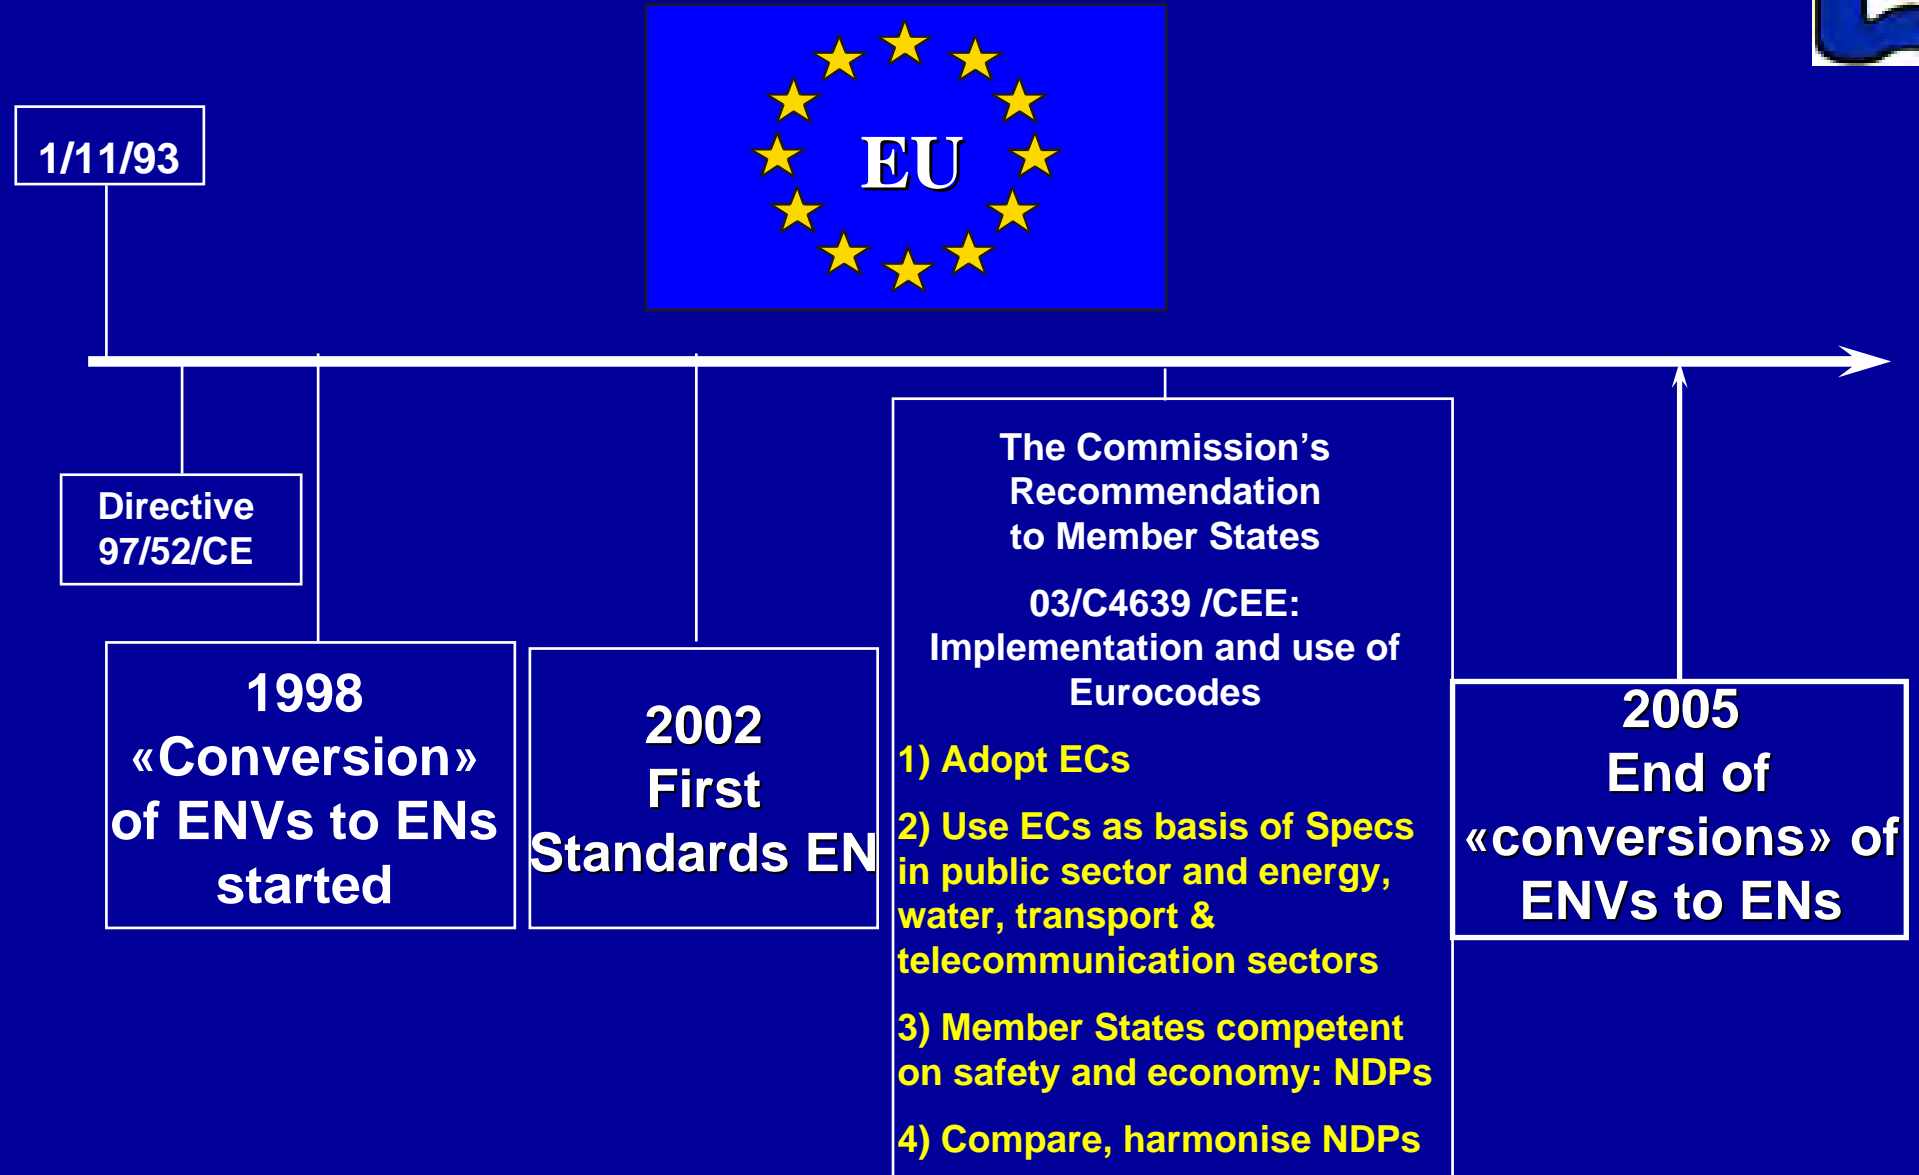 EU
1/11/93
Directive
97/52/CE
1998
«Conversion»
of ENVs to ENs
started
2002
First
Standards EN
The Commission’s
Recommendation
to Member States
03/C4639 /CEE:
Implementation and use of
Eurocodes
1) Adopt ECs
2) Use ECs as basis of Specs
in public sector and energy,
water, transport &
telecommunication sectors
3) Member States competent
on safety and economy: NDPs
4) Compare, harmonise NDPs
2005
End of
«conversions» of
ENVs to ENs